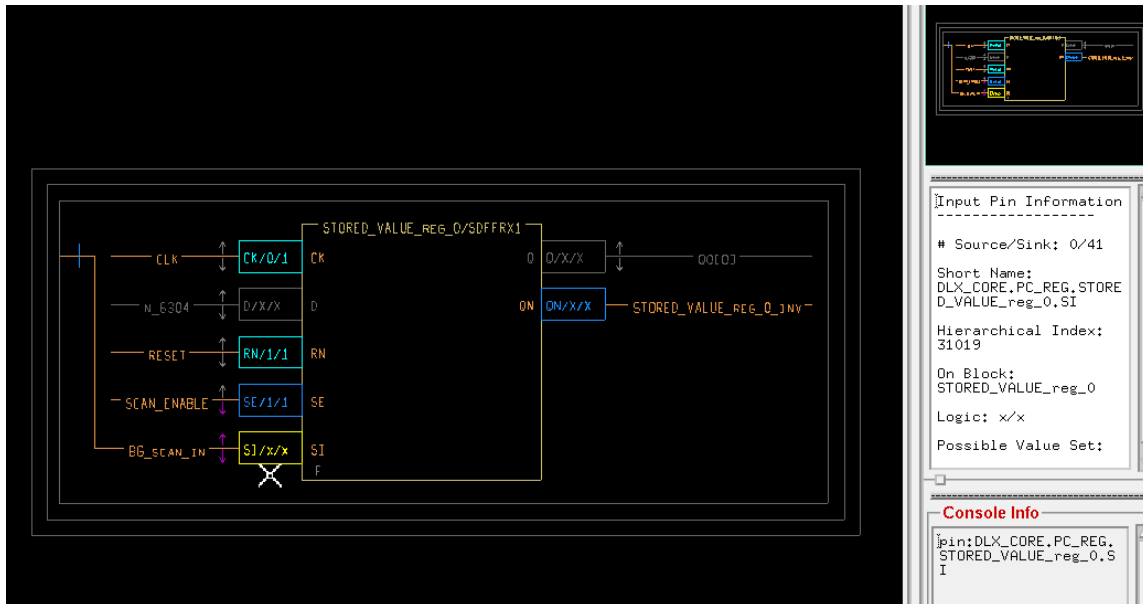 STORED_VALUE_REG_0/SDFFRX1
CLK CK/0/1 CK Q Q/X/X QO[0]
N_6304 D/X/X D QN QN/X/X STORED_VALUE_REG_0_INV
RESET RN/1/1 RN
SCAN_ENABLE SE/1/1 SE
BG_SCAN_IN SI/X/X SI
F
Input Pin Information
------------------
# Source/Sink: 0/41
Short Name:
DLX_CORE.PC_REG.STORE
D_VALUE_reg_0.SI
Hierarchical Index:
31019
On Block:
STORED_VALUE_reg_0
Logic: x/x
Possible Value Set:
Console Info
pin:DLX_CORE.PC_REG.
STORED_VALUE_reg_0.S
I